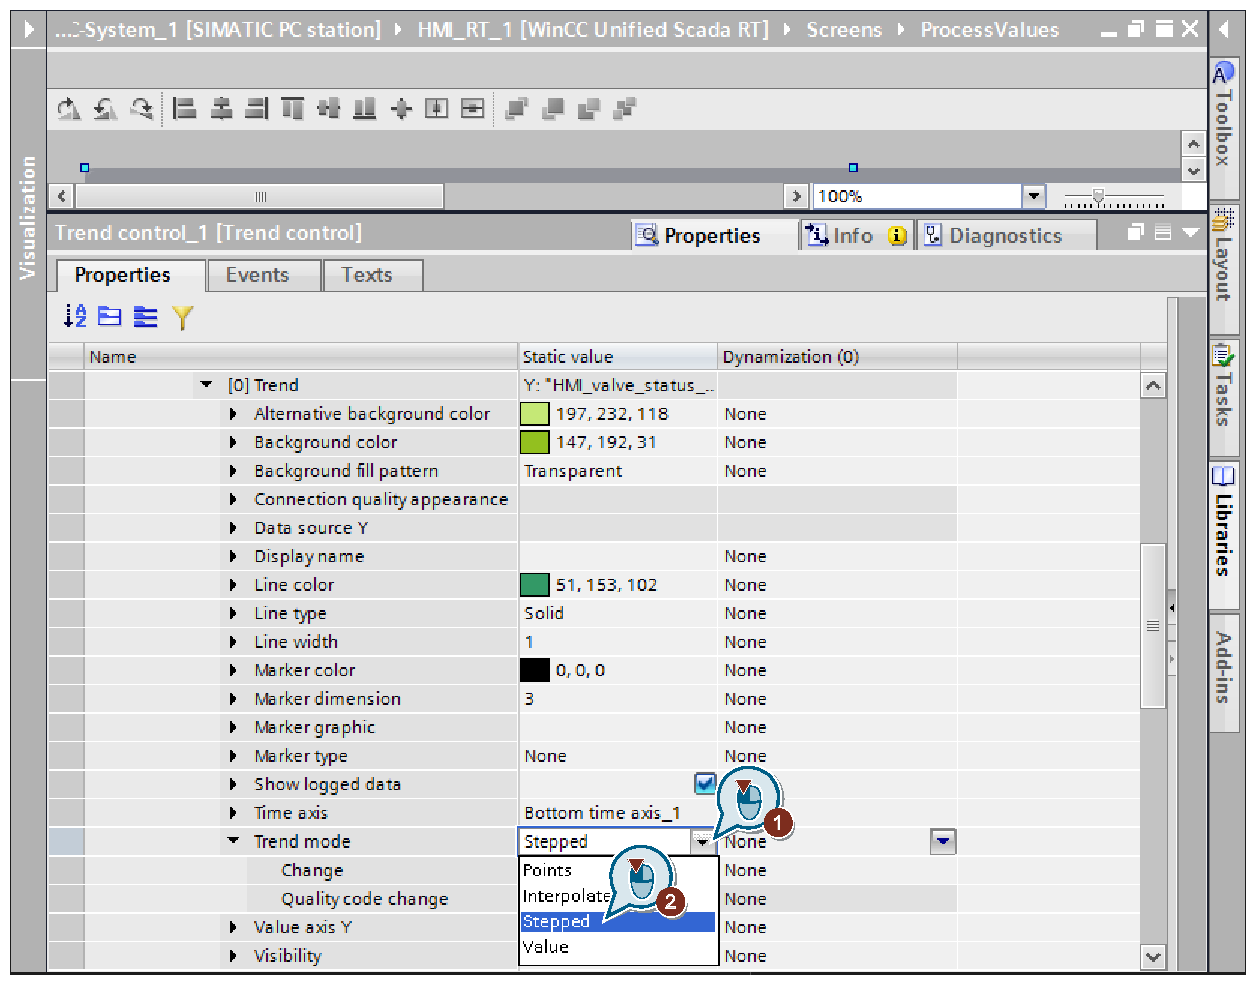 ...C-System_1 [SIMATIC PC station] HMI_RT_1 [WinCC Unified Scada RT] Screens ProcessValues
Visualization
100%
Trend control_1 [Trend control]
Properties
Info
Diagnostics
Properties
Events
Texts
Name Static value Dynamization (0)
[0] Trend Y: "HMI_valve_status_...
Alternative background color 197, 232, 118 None
Background color 147, 192, 31 None
Background fill pattern Transparent None
Connection quality appearance
Data source Y
Display name None
Line color 51, 153, 102 None
Line type Solid None
Line width 1 None
Marker color 0, 0, 0 None
Marker dimension 3 None
Marker graphic None
Marker type None None
Show logged data
Time axis Bottom time axis_1
1
Trend mode Stepped None
Change None
Quality code change None
Value axis Y None
Visibility None
Points
Interpolate
2
Stepped
Value
Toolbox
Layout
Tasks
Libraries
Add-ins